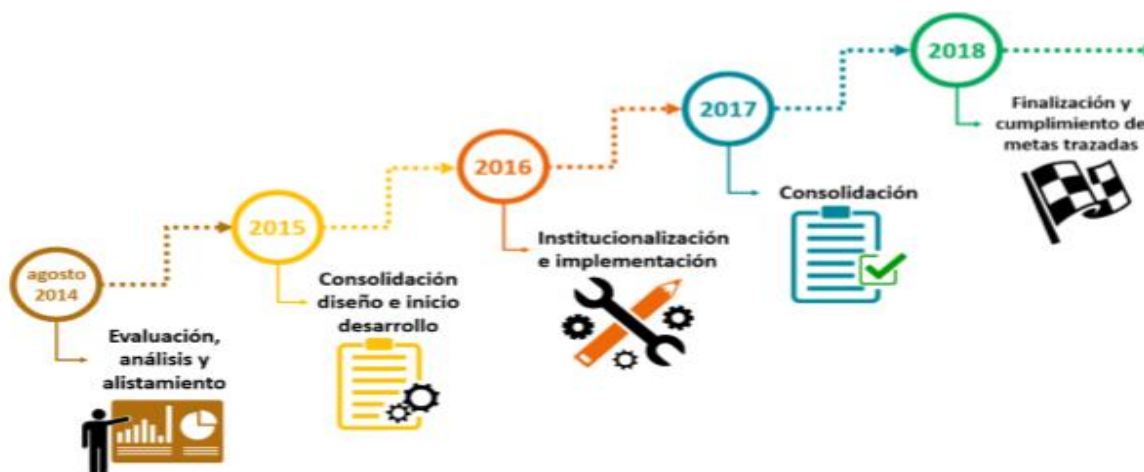 agosto
2014
Evaluación,
análisis y
alistamiento
2015
Consolidación
diseño e inicio
desarrollo
2016
Institucionalización
e implementación
2017
Consolidación
2018
Finalización y
cumplimiento de
metas trazadas